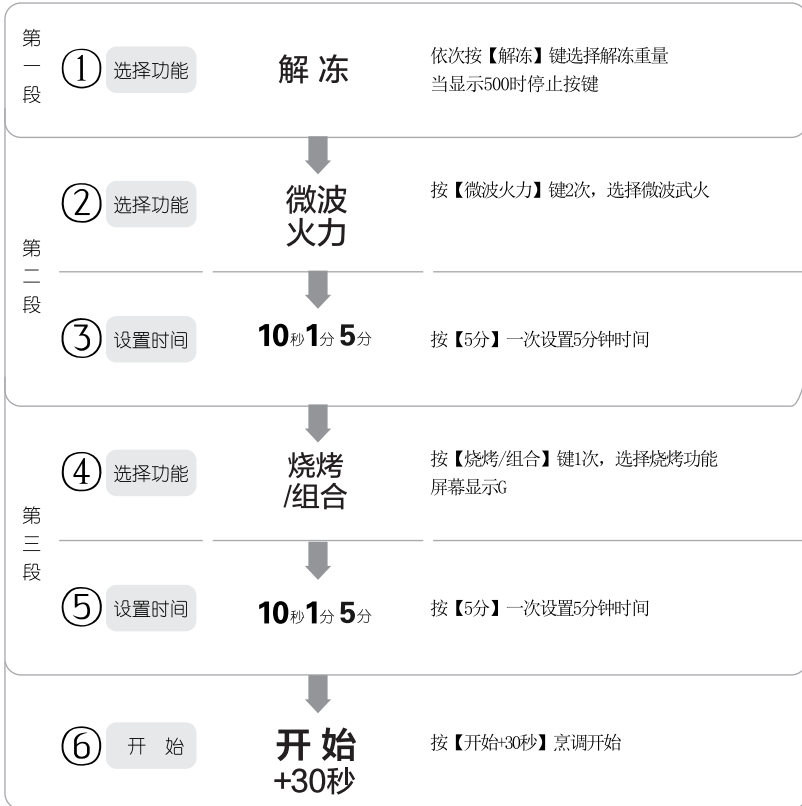 第一段
①
选择功能
解 冻
依次按【解冻】键选择解冻重量
当显示500时停止按键
第二段
②
选择功能
微波
火力
按【微波火力】键2次，选择微波武火
③
设置时间
10秒1分5分
按【5分】一次设置5分钟时间
第三段
④
选择功能
烧烤
/组合
按【烧烤/组合】键1次，选择烧烤功能
屏幕显示G
⑤
设置时间
10秒1分5分
按【5分】一次设置5分钟时间
⑥
开 始
开 始
+30秒
按【开始+30秒】烹调开始